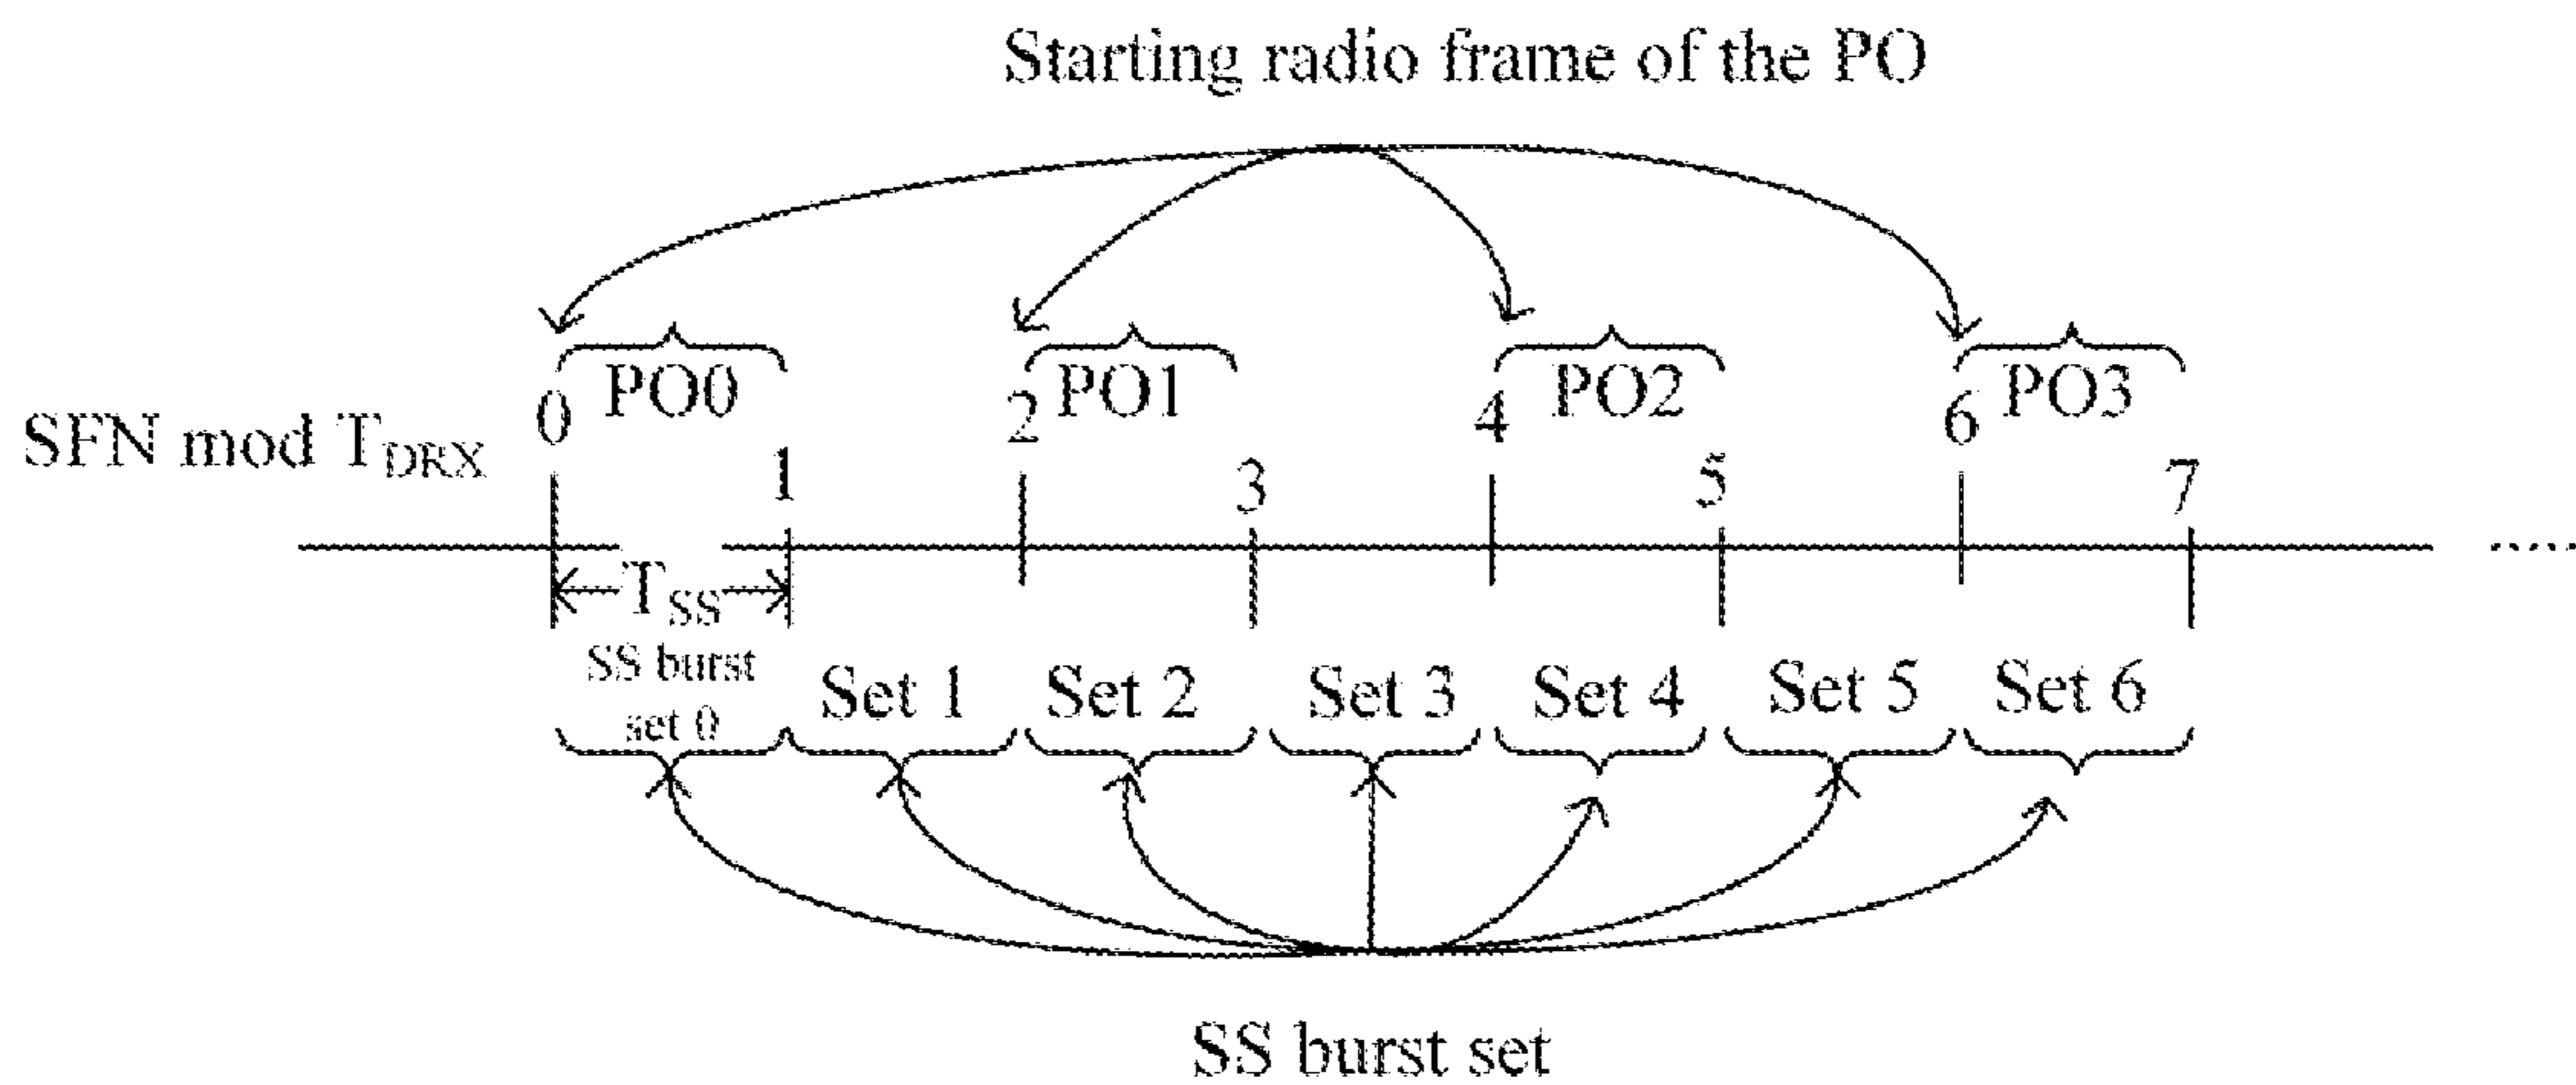 Starting radio frame of the PO
PO0 PO1 PO2 PO3
SFN mod T_DRX 0 2 4 6
1 3 5 7
T_SS
SS burst
set 0
Set 1 Set 2 Set 3 Set 4 Set 5 Set 6
SS burst set